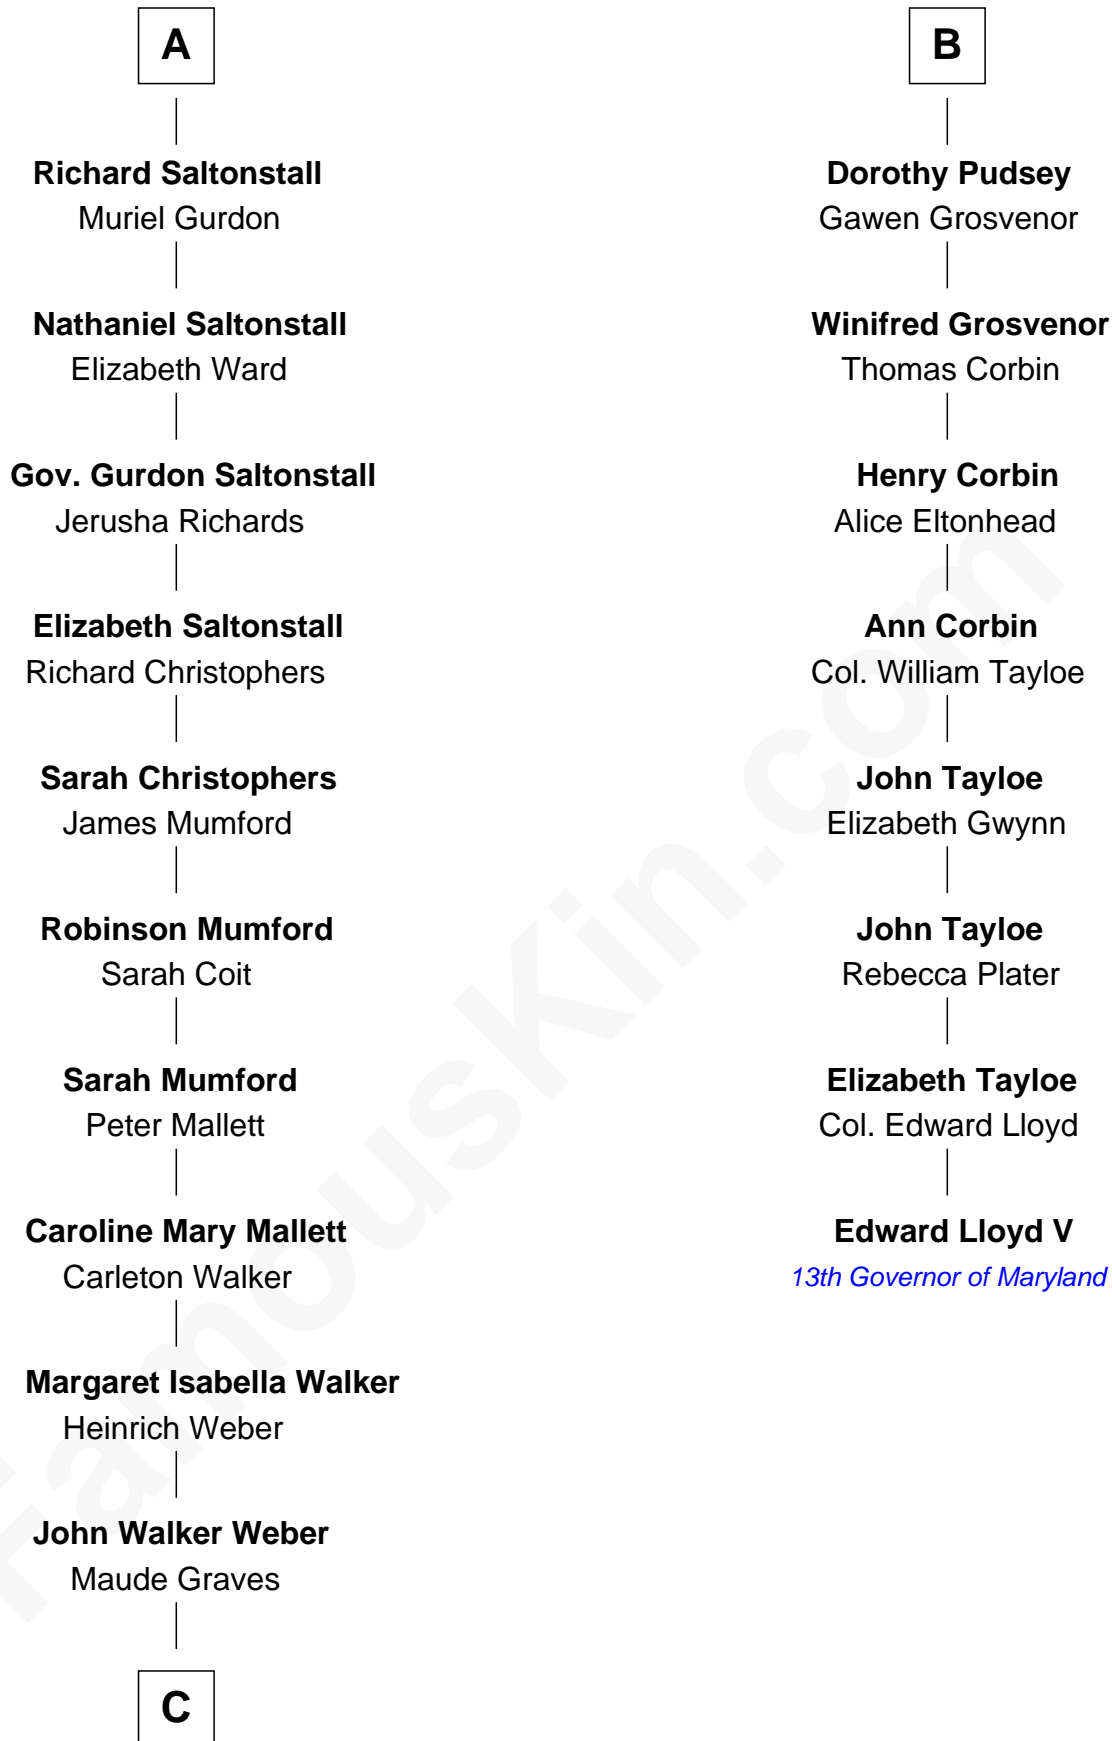 A
Richard Saltonstall
Muriel Gurdon
Nathaniel Saltonstall
Elizabeth Ward
Gov. Gurdon Saltonstall
Jerusha Richards
Elizabeth Saltonstall
Richard Christophers
Sarah Christophers
James Mumford
Robinson Mumford
Sarah Coit
Sarah Mumford
Peter Mallett
Caroline Mary Mallett
Carleton Walker
Margaret Isabella Walker
Heinrich Weber
John Walker Weber
Maude Graves
C
B
Dorothy Pudsey
Gawen Grosvenor
Winifred Grosvenor
Thomas Corbin
Henry Corbin
Alice Eltonhead
Ann Corbin
Col. William Tayloe
John Tayloe
Elizabeth Gwynn
John Tayloe
Rebecca Plater
Elizabeth Tayloe
Col. Edward Lloyd
Edward Lloyd V
13th Governor of Maryland
FamousKin.com